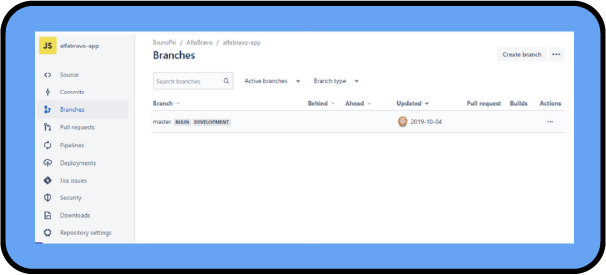 JS alfabravo-app
Source
Commits
Branches
Pull requests
Pipelines
Deployments
Jira issues
Security
Downloads
Repository settings
BrunoPri / AlfaBravo / alfabravo-app
Branches
Create branch
Search branches Active branches Branch type
Branch Behind Ahead Updated Pull request Builds Actions
master MAIN DEVELOPMENT 2019-10-04